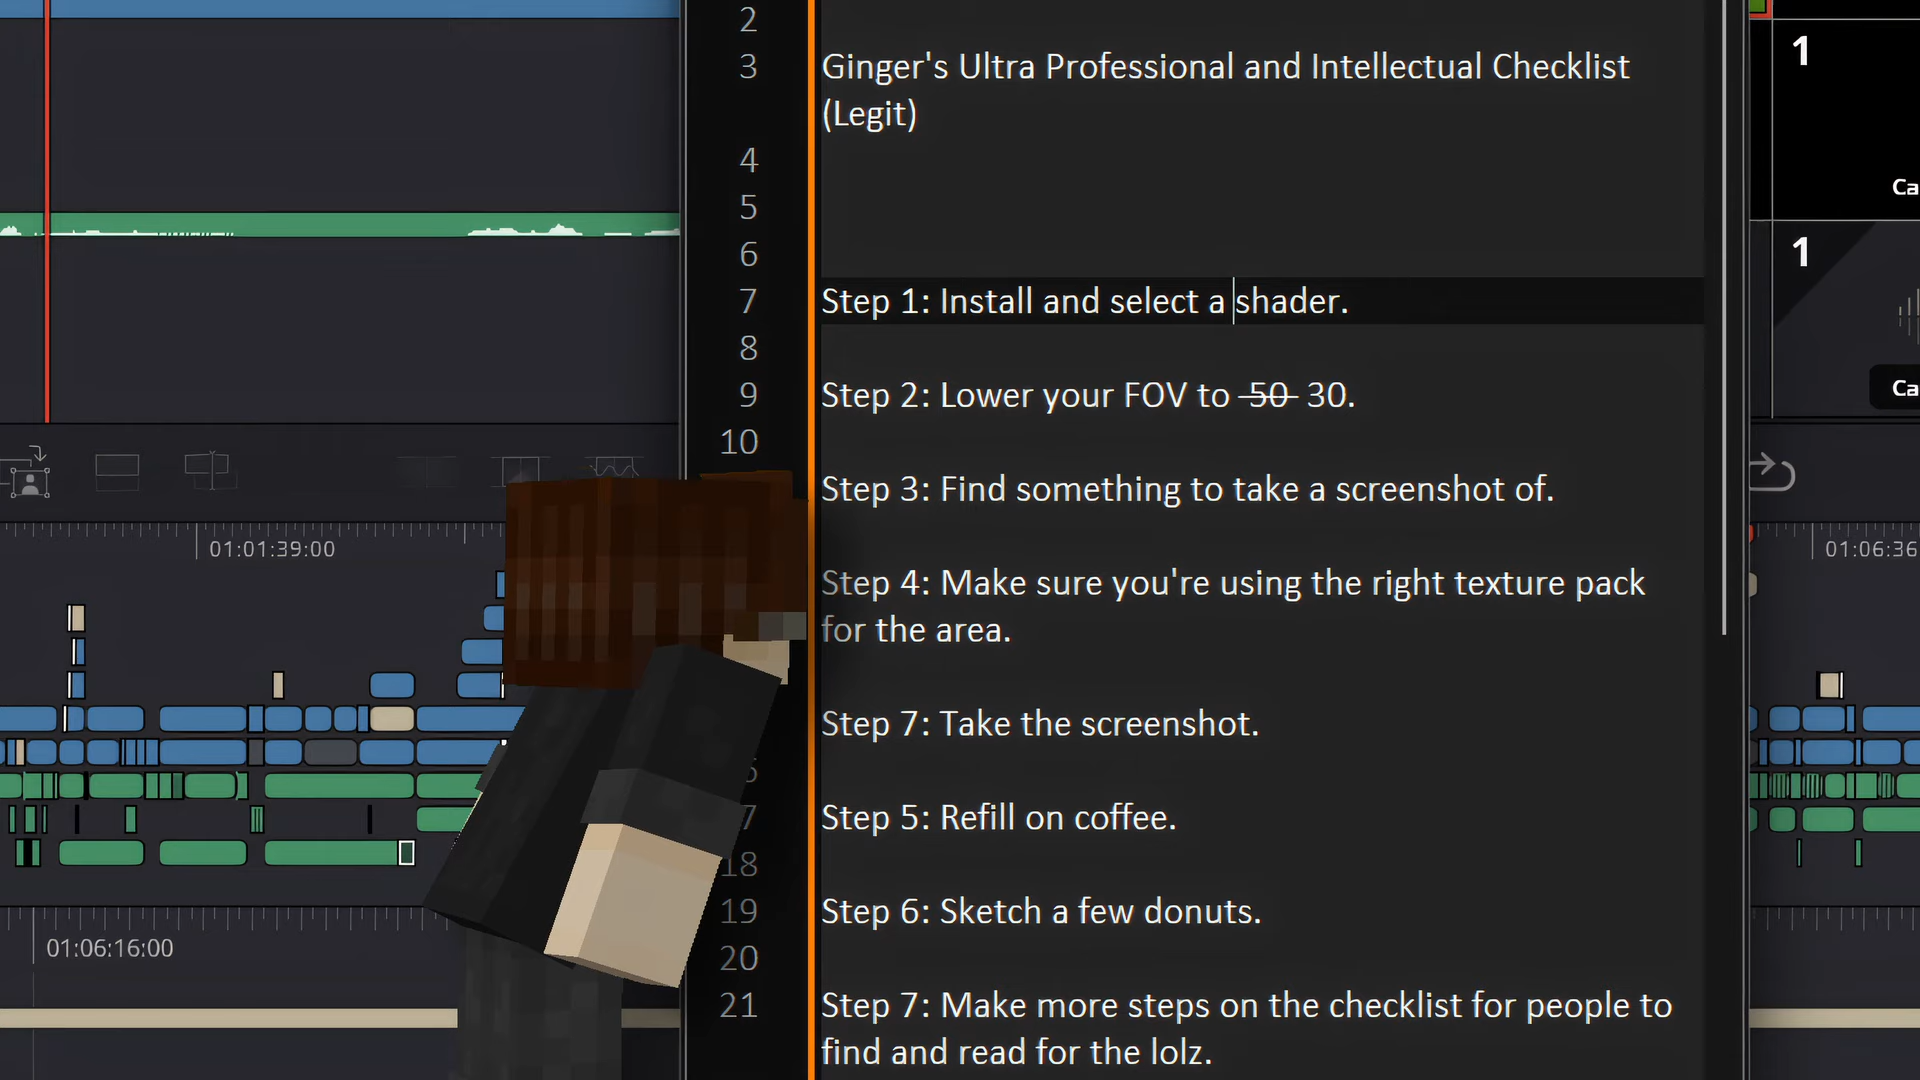 2
3 Ginger's Ultra Professional and Intellectual Checklist
(Legit)
4
5
6
7 Step 1: Install and select a shader.
8
9 Step 2: Lower your FOV to 50 30.
10
Step 3: Find something to take a screenshot of.
Step 4: Make sure you're using the right texture pack
for the area.
Step 7: Take the screenshot.
7 Step 5: Refill on coffee.
18
19 Step 6: Sketch a few donuts.
20
21 Step 7: Make more steps on the checklist for people to
find and read for the lolz.
01:01:39:00
01:06:16:00
1
Ca
1
Ca
01:06:36